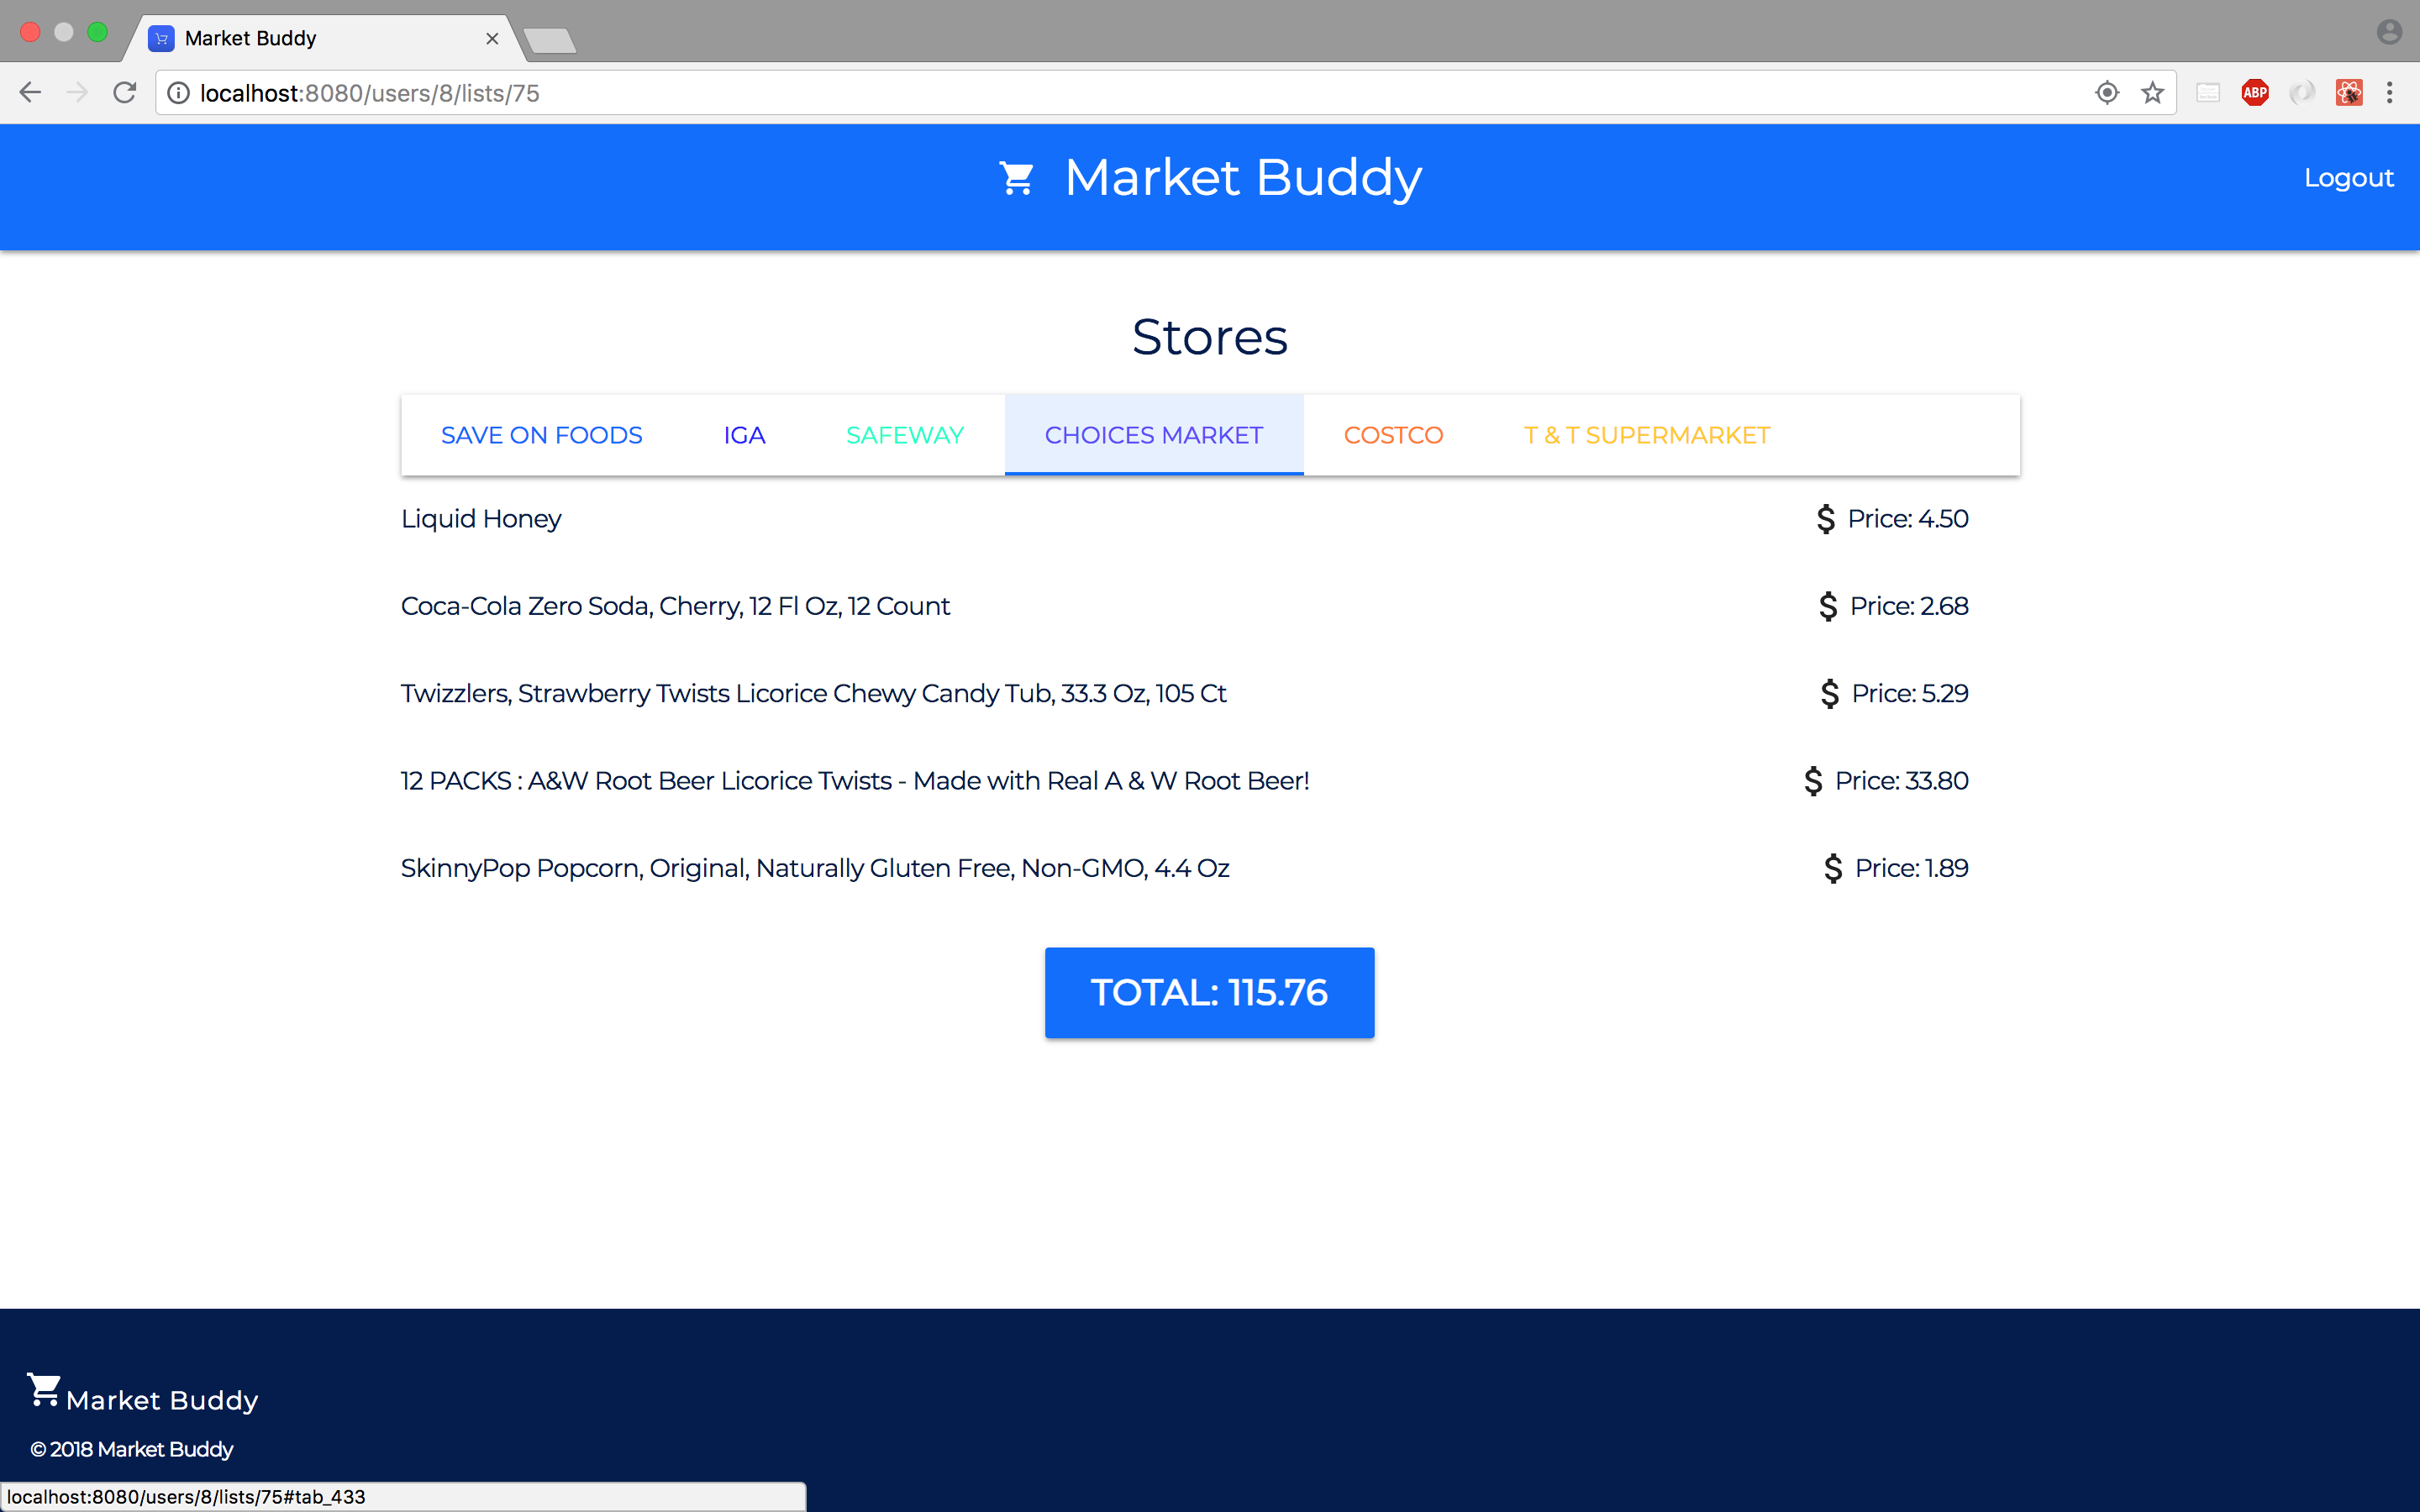 Market Buddy
localhost:8080/users/8/lists/75
ABP
Market Buddy
Logout
Stores
SAVE ON FOODS IGA SAFEWAY CHOICES MARKET COSTCO T & T SUPERMARKET
Liquid Honey $ Price: 4.50
Coca-Cola Zero Soda, Cherry, 12 Fl Oz, 12 Count $ Price: 2.68
Twizzlers, Strawberry Twists Licorice Chewy Candy Tub, 33.3 Oz, 105 Ct $ Price: 5.29
12 PACKS : A&W Root Beer Licorice Twists - Made with Real A & W Root Beer! $ Price: 33.80
SkinnyPop Popcorn, Original, Naturally Gluten Free, Non-GMO, 4.4 Oz $ Price: 1.89
TOTAL: 115.76
Market Buddy
© 2018 Market Buddy
localhost:8080/users/8/lists/75#tab_433